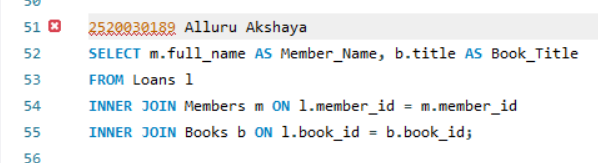 51 2520030189 Alluru Akshaya
52 SELECT m.full_name AS Member_Name, b.title AS Book_Title
53 FROM Loans l
54 INNER JOIN Members m ON l.member_id = m.member_id
55 INNER JOIN Books b ON l.book_id = b.book_id;
56